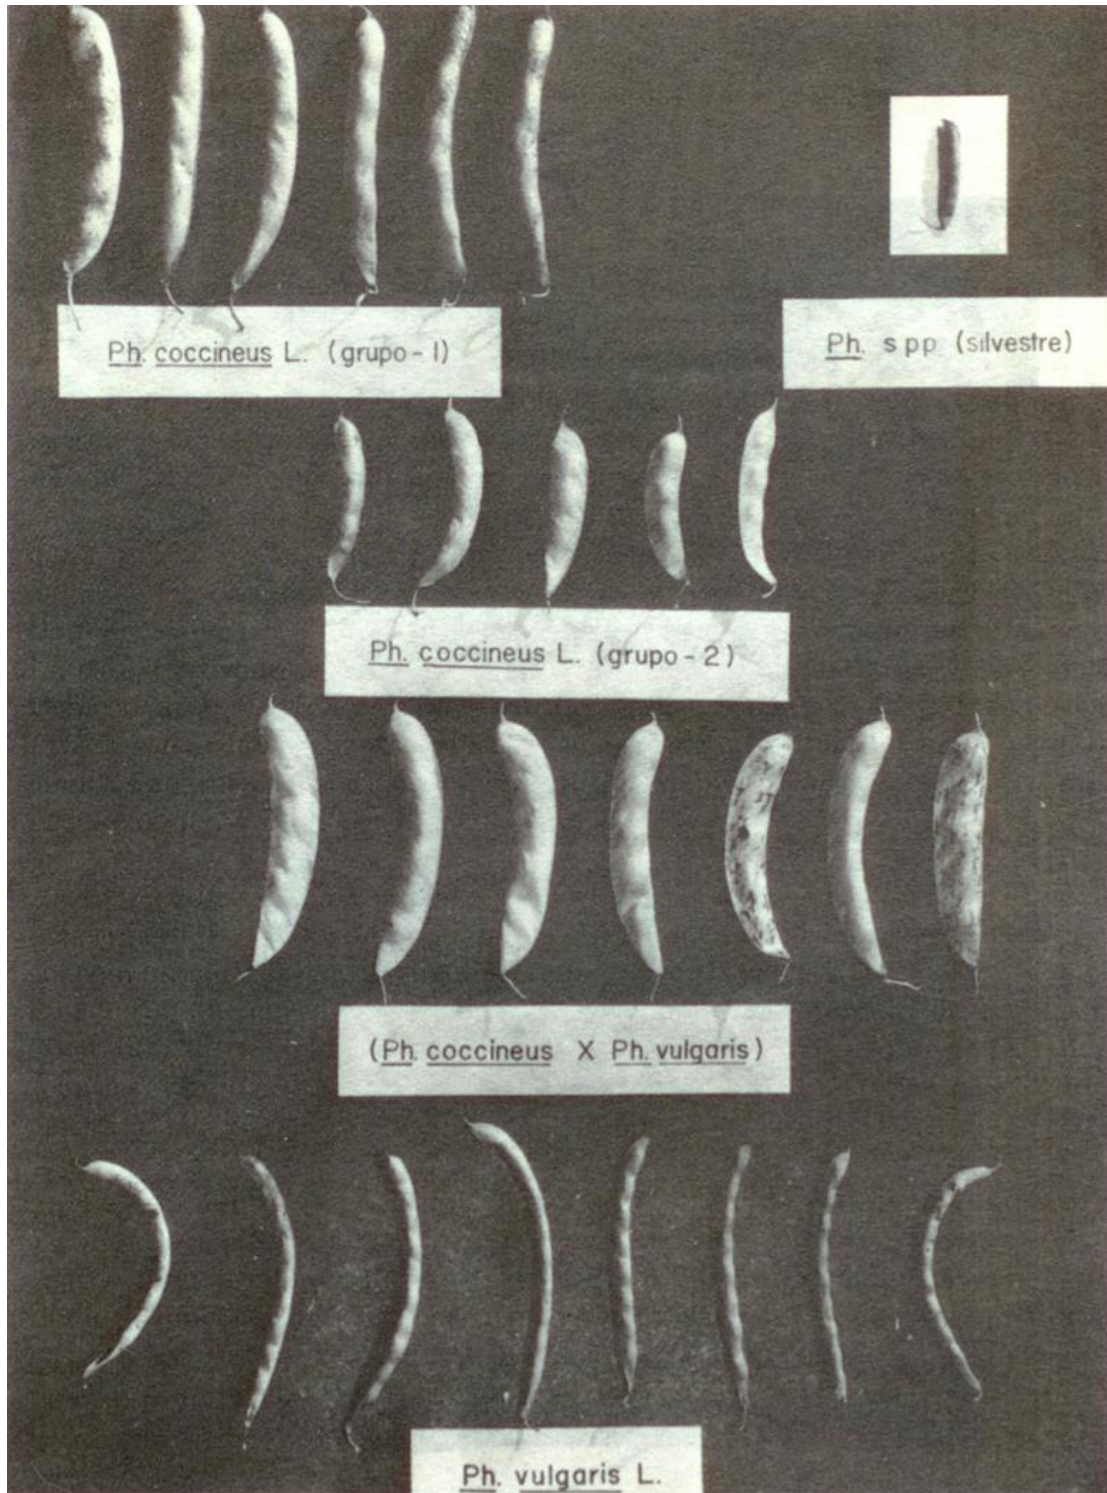 Ph. coccineus L. (grupo-1)
Ph. spp (silvestre)
Ph. coccineus L. (grupo-2)
(Ph. coccineus X Ph. vulgaris)
Ph. vulgaris L.